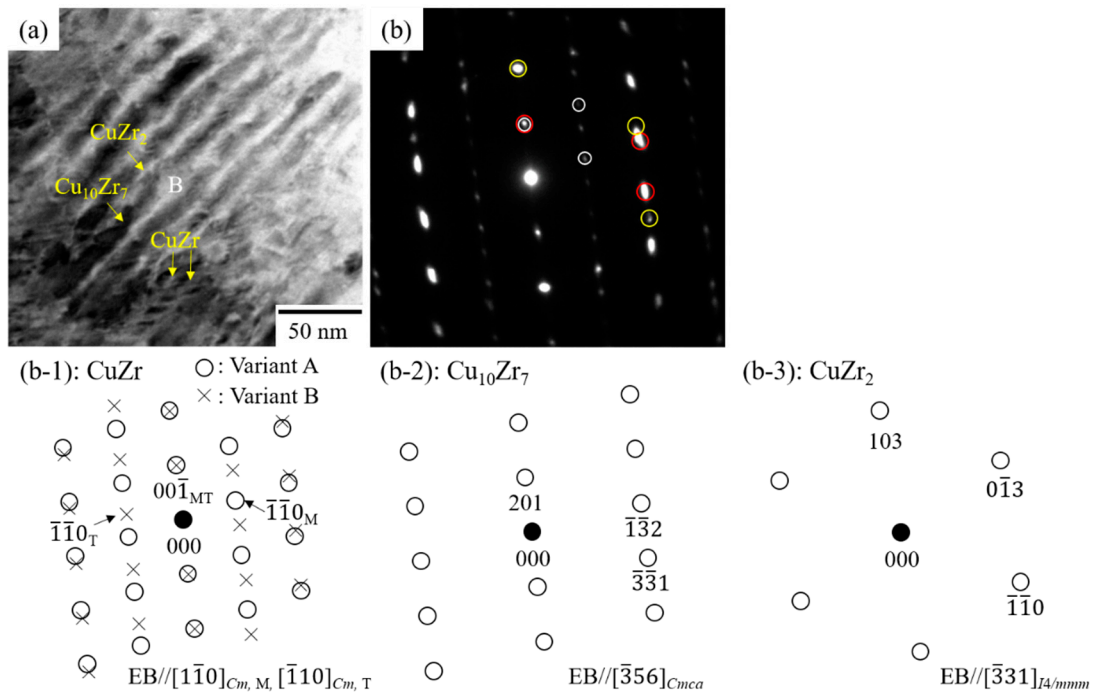 (a)
(b)
CuZr₂
B
Cu₁₀Zr₇
CuZr
50 nm
(b-1): CuZr
○ : Variant A
× : Variant B
001̄MT
1̄1̄0T
1̄1̄0M
000
EB//[11̄0]Cm, M, [1̄10]Cm, T
(b-2): Cu₁₀Zr₇
201
1̄1̄32
000
3̄3̄1
EB//[3̄56]Cmca
(b-3): CuZr₂
103
01̄3
000
1̄1̄0
EB//[3̄31]I4/mmm